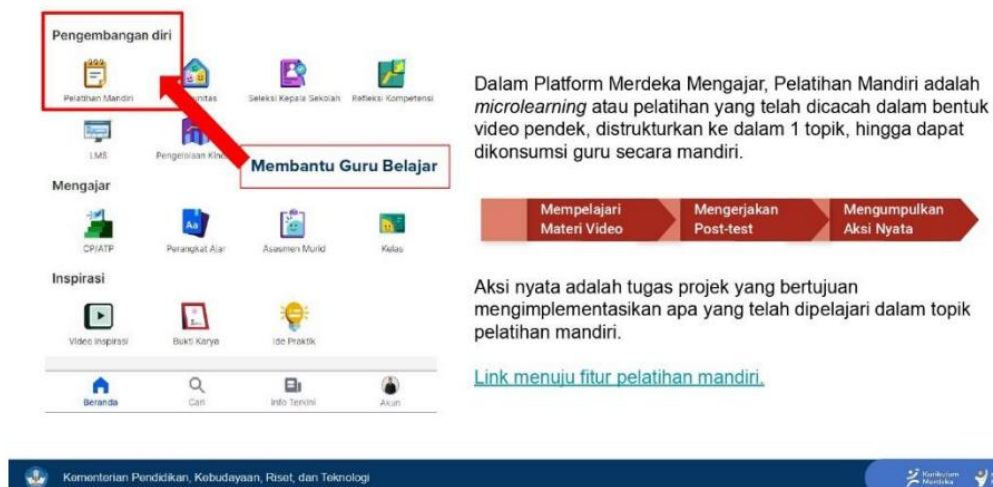 Pengembangan diri
Pelatihan Mandiri
Seleksi Kepala Sekolah Refleksi Kompetensi
LMS Pengelolaan
Membantu Guru Belajar
Mengajar
CP/ATP Perangkat Ajar Asesmen Murid Kelas
Inspirasi
Video Inspirasi Bukti Karya Ide Praktik
Beranda Cari Info Terkini Akun
Dalam Platform Merdeka Mengajar, Pelatihan Mandiri adalah
microlearning atau pelatihan yang telah dicacah dalam bentuk
video pendek, distrukturkan ke dalam 1 topik, hingga dapat
dikonsumsi guru secara mandiri.
Mempelajari
Materi Video
Mengerjakan
Post-test
Mengumpulkan
Aksi Nyata
Aksi nyata adalah tugas projek yang bertujuan
mengimplementasikan apa yang telah dipelajari dalam topik
pelatihan mandiri.
Link menuju fitur pelatihan mandiri.
Kementerian Pendidikan, Kebudayaan, Riset, dan Teknologi
Kurikulum
Merdeka